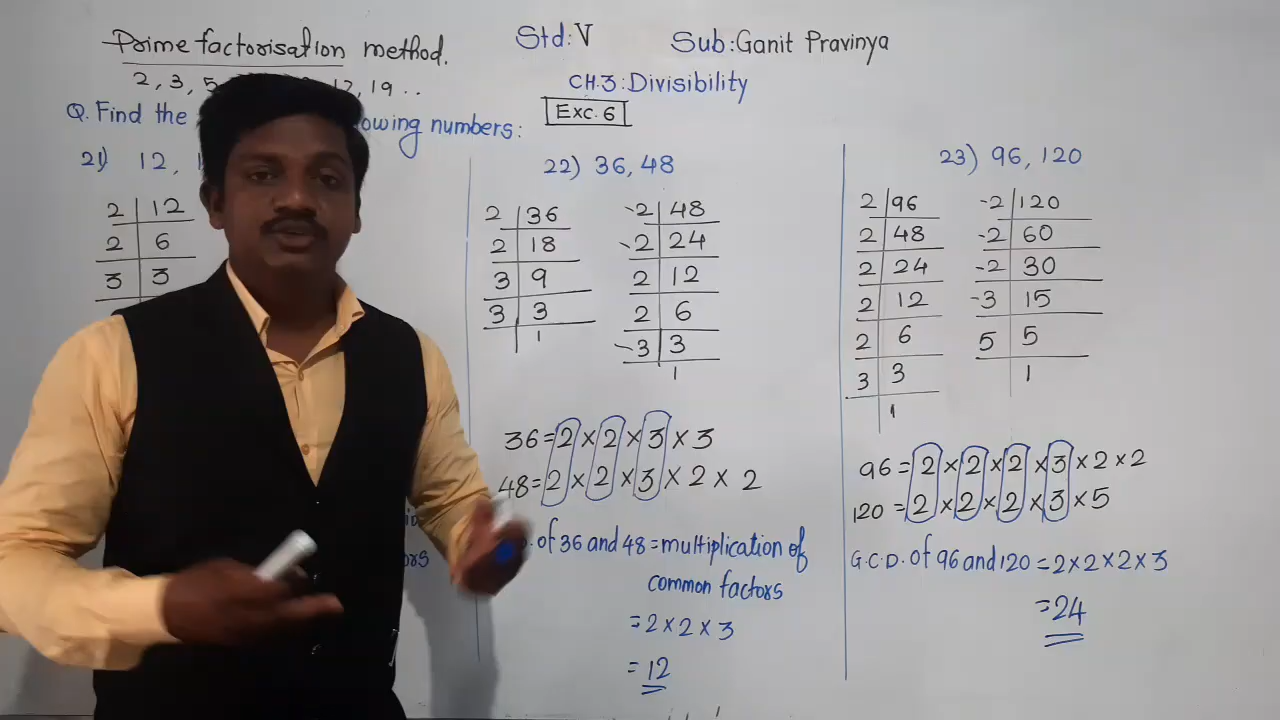 Prime factorisation method.
Std: V
Sub: Ganit Pravinya
2, 3, 5 17, 19 ..
CH.3: Divisibility
Q. Find the numbers:
Exc. 6
21) 12,
2 | 12
2 | 6
3 | 3
22) 36, 48
2 | 36
2 | 18
3 | 9
3 | 3
1
2 | 48
2 | 24
2 | 12
2 | 6
3 | 3
1
36 = 2 × 2 × 3 × 3
48 = 2 × 2 × 3 × 2 × 2
of 36 and 48 = multiplication of
common factors
= 2 × 2 × 3
= 12
23) 96, 120
2 | 96
2 | 48
2 | 24
2 | 12
2 | 6
3 | 3
1
2 | 120
2 | 60
2 | 30
3 | 15
5 | 5
1
96 = 2 × 2 × 2 × 3 × 2 × 2
120 = 2 × 2 × 2 × 3 × 5
G.C.D. of 96 and 120 = 2 × 2 × 2 × 3
= 24